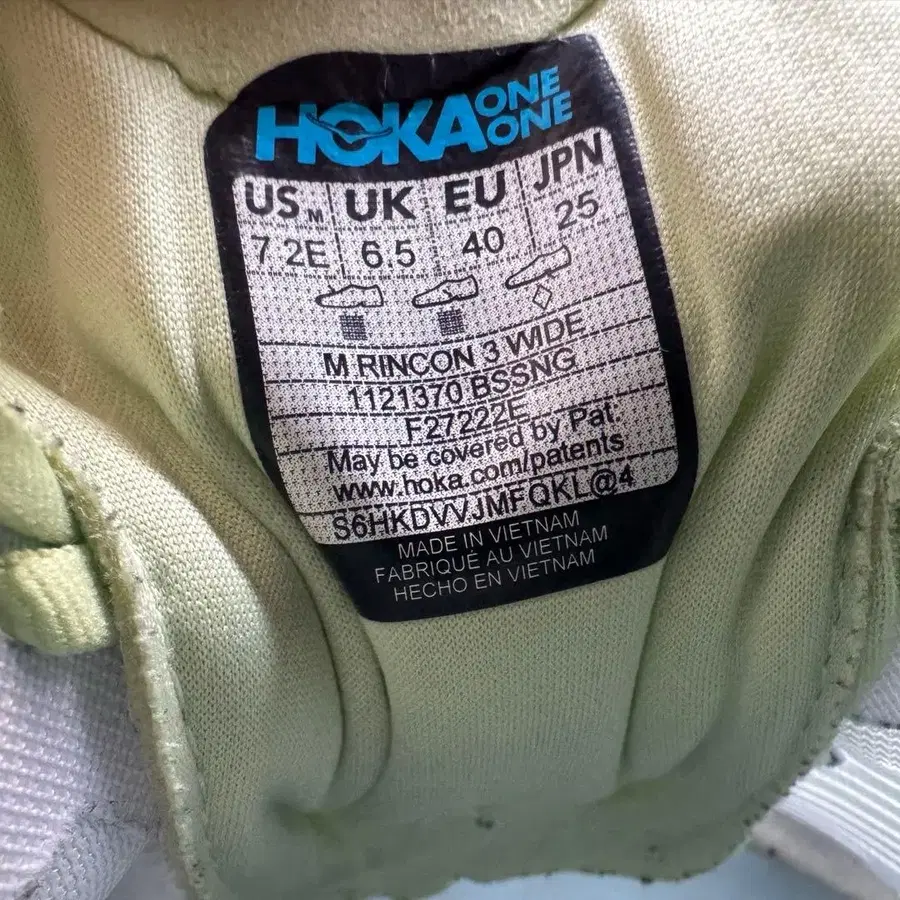 HOKA ONE ONE
US M UK EU JPN
7.2E 6.5 40 25
M RINCON 3 WIDE
1121370 BSSNG
F27222E
May be covered by Pat:
www.hoka.com/patents
S6HKDVVJMFQKL@4
MADE IN VIETNAM
FABRIQUÉ AU VIETNAM
HECHO EN VIETNAM